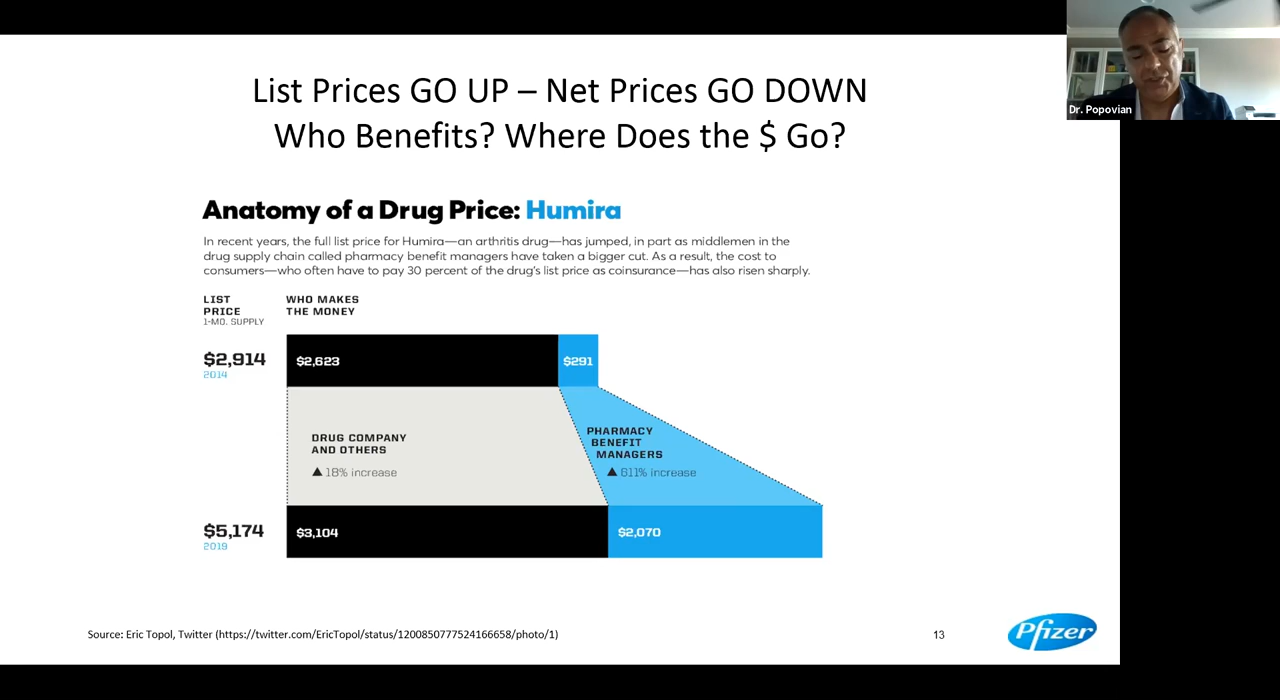 Dr. Popovian
List Prices GO UP – Net Prices GO DOWN
Who Benefits? Where Does the $ Go?
Anatomy of a Drug Price: Humira
In recent years, the full list price for Humira—an arthritis drug—has jumped, in part as middlemen in the
drug supply chain called pharmacy benefit managers have taken a bigger cut. As a result, the cost to
consumers—who often have to pay 30 percent of the drug's list price as coinsurance—has also risen sharply.
LIST
PRICE
1-MO. SUPPLY
WHO MAKES
THE MONEY
$2,914
2014
$2,623
$291
DRUG COMPANY
AND OTHERS
▲ 18% increase
PHARMACY
BENEFIT
MANAGERS
▲ 611% increase
$5,174
2019
$3,104
$2,070
Source: Eric Topol, Twitter (https://twitter.com/EricTopol/status/1200850777524166658/photo/1)
13
Pfizer